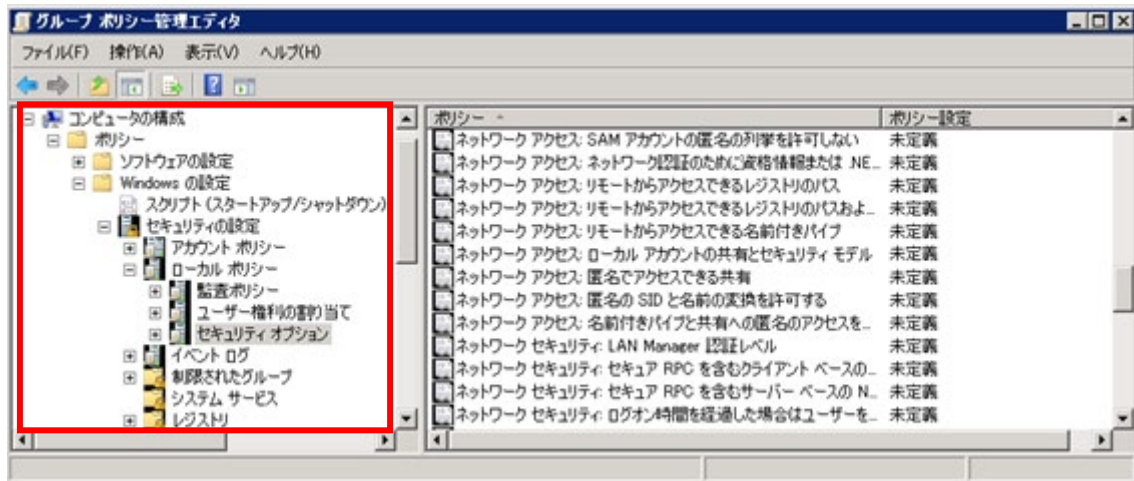 グループ ポリシー管理エディタ
ファイル(F) 操作(A) 表示(V) ヘルプ(H)
コンピュータの構成
ポリシー
ソフトウェアの設定
Windows の設定
スクリプト (スタートアップ/シャットダウン)
セキュリティの設定
アカウント ポリシー
ローカル ポリシー
監査ポリシー
ユーザー権利の割り当て
セキュリティ オプション
イベント ログ
制限されたグループ
システム サービス
レジストリ
ポリシー ポリシー設定
ネットワーク アクセス: SAM アカウントの匿名の列挙を許可しない 未定義
ネットワーク アクセス: ネットワーク認証のために資格情報または .NE... 未定義
ネットワーク アクセス: リモートからアクセスできるレジストリのパス 未定義
ネットワーク アクセス: リモートからアクセスできるレジストリのパスおよ... 未定義
ネットワーク アクセス: リモートからアクセスできる名前付きパイプ 未定義
ネットワーク アクセス: ローカル アカウントの共有とセキュリティ モデル 未定義
ネットワーク アクセス: 匿名でアクセスできる共有 未定義
ネットワーク アクセス: 匿名の SID と名前の変換を許可する 未定義
ネットワーク アクセス: 名前付きパイプと共有への匿名のアクセスを... 未定義
ネットワーク セキュリティ: LAN Manager 認証レベル 未定義
ネットワーク セキュリティ: セキュア RPC を含むクライアント ベースの... 未定義
ネットワーク セキュリティ: セキュア RPC を含むサーバー ベースの N... 未定義
ネットワーク セキュリティ: ログオン時間を経過した場合はユーザーを... 未定義